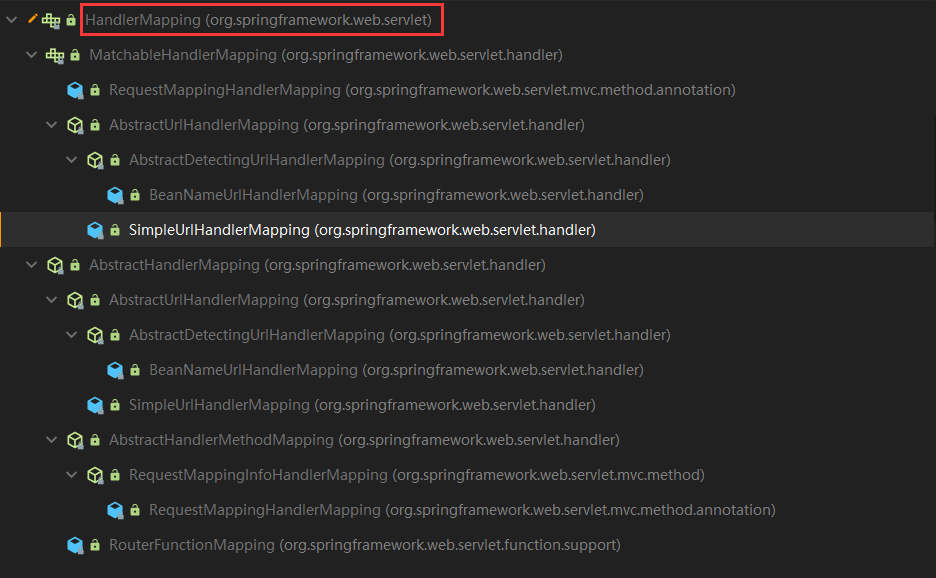 HandlerMapping (org.springframework.web.servlet)
MatchableHandlerMapping (org.springframework.web.servlet.handler)
RequestMappingHandlerMapping (org.springframework.web.servlet.mvc.method.annotation)
AbstractUrlHandlerMapping (org.springframework.web.servlet.handler)
AbstractDetectingUrlHandlerMapping (org.springframework.web.servlet.handler)
BeanNameUrlHandlerMapping (org.springframework.web.servlet.handler)
SimpleUrlHandlerMapping (org.springframework.web.servlet.handler)
AbstractHandlerMapping (org.springframework.web.servlet.handler)
AbstractUrlHandlerMapping (org.springframework.web.servlet.handler)
AbstractDetectingUrlHandlerMapping (org.springframework.web.servlet.handler)
BeanNameUrlHandlerMapping (org.springframework.web.servlet.handler)
SimpleUrlHandlerMapping (org.springframework.web.servlet.handler)
AbstractHandlerMethodMapping (org.springframework.web.servlet.handler)
RequestMappingInfoHandlerMapping (org.springframework.web.servlet.mvc.method)
RequestMappingHandlerMapping (org.springframework.web.servlet.mvc.method.annotation)
RouterFunctionMapping (org.springframework.web.servlet.function.support)